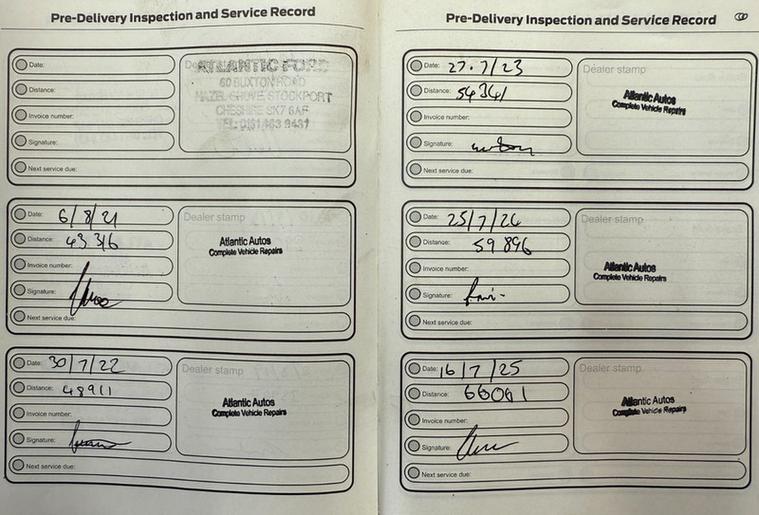 Pre-Delivery Inspection and Service Record
Date:
Distance:
Invoice number:
Signature:
Next service due:
ATLANTIC FORD
60 BUXTON ROAD
HAZEL GROVE STOCKPORT
CHESHIRE SK7 6AF
TEL: 0161 483 9431
Date: 6/8/21
Distance: 43 316
Invoice number:
Signature:
Next service due:
Dealer stamp
Atlantic Autos
Complete Vehicle Repairs
Date: 30/7/22
Distance: 48911
Invoice number:
Signature:
Next service due:
Dealer stamp
Atlantic Autos
Complete Vehicle Repairs
Pre-Delivery Inspection and Service Record
Date: 27.7/23
Distance: 54361
Invoice number:
Signature:
Next service due:
Dealer stamp
Atlantic Autos
Complete Vehicle Repairs
Date: 25/7/24
Distance: 59896
Invoice number:
Signature:
Next service due:
Dealer stamp
Atlantic Autos
Complete Vehicle Repairs
Date: 16/7/25
Distance:
Invoice number:
Signature:
Next service due:
Dealer stamp
Atlantic Autos
Complete Vehicle Repairs